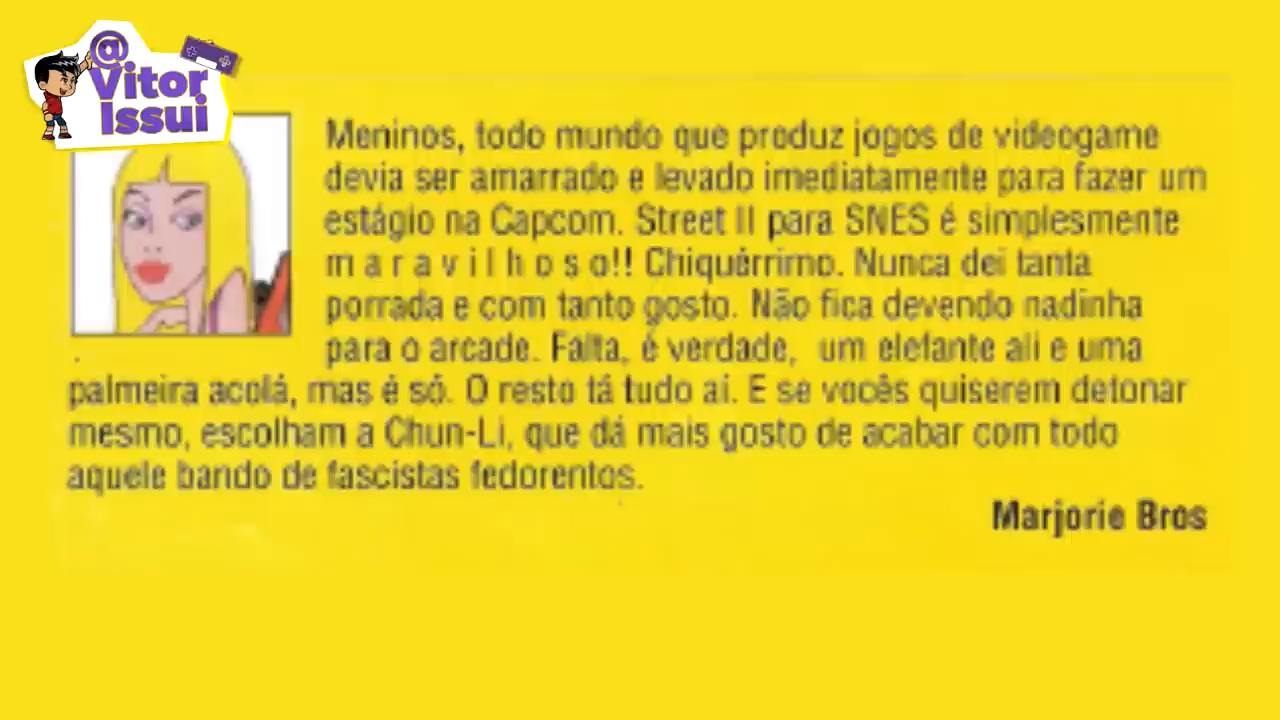 @
Vitor
Issui
Meninos, todo mundo que produz jogos de videogame
devia ser amarrado e levado imediatamente para fazer um
estágio na Capcom. Street II para SNES é simplesmente
m a r a v i l h o s o!! Chiquérrimo. Nunca dei tanta
porrada e com tanto gosto. Não fica devendo nadinha
para o arcade. Falta, é verdade, um elefante ali e uma
palmeira acolá, mas é só. O resto tá tudo aí. E se vocês quiserem detonar
mesmo, escolham a Chun-Li, que dá mais gosto de acabar com todo
aquele bando de fascistas fedorentos.
Marjorie Bros